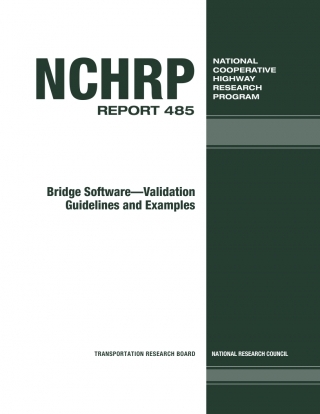 NCHRP
REPORT 485
NATIONAL
COOPERATIVE
HIGHWAY
RESEARCH
PROGRAM
Bridge Software—Validation
Guidelines and Examples
TRANSPORTATION RESEARCH BOARD
NATIONAL RESEARCH COUNCIL